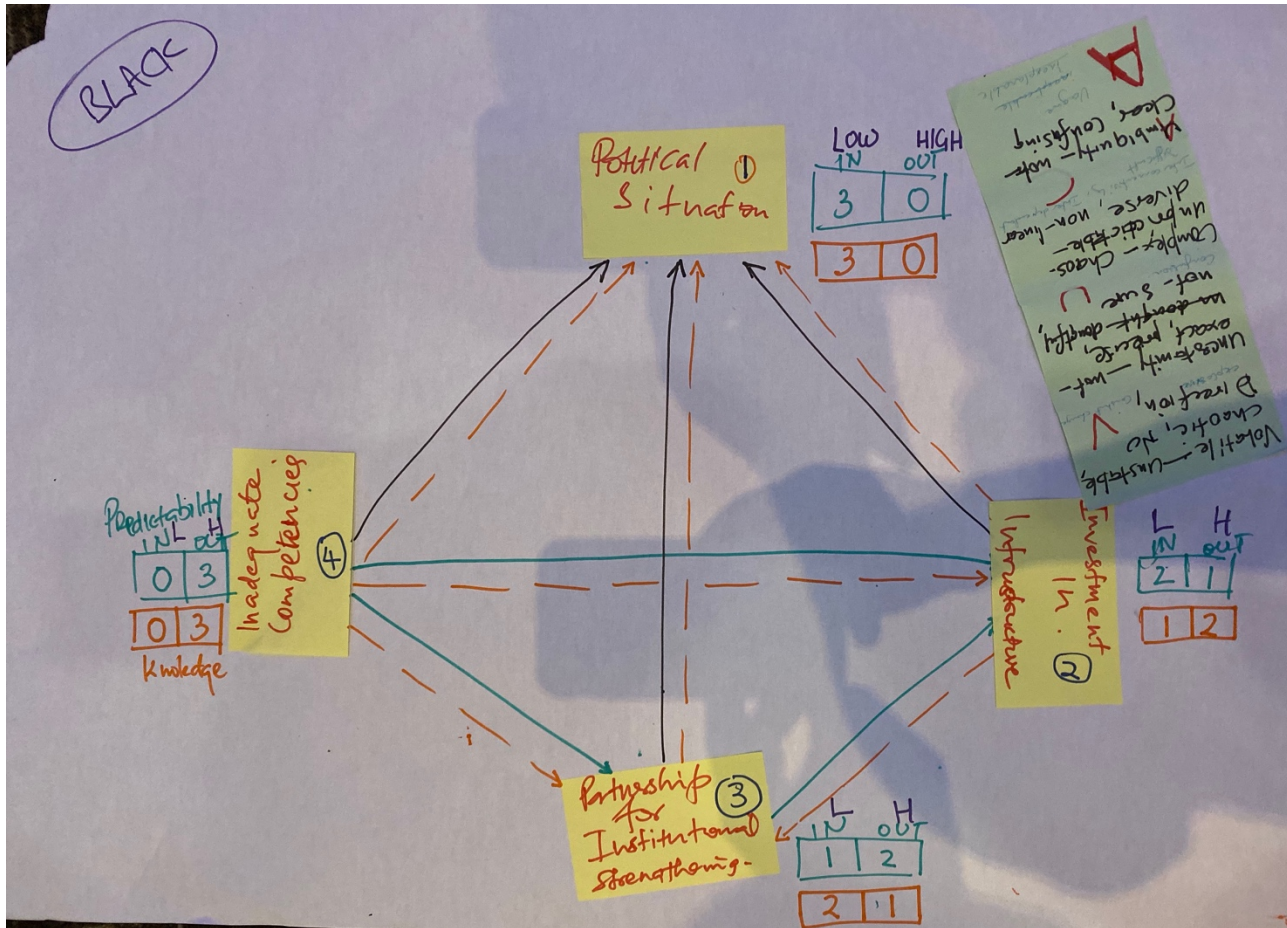 BLACK
Political
Situation
1
LOW HIGH
IN OUT
3 0
3 0
A
Ambiguity - not
Clear, Confusing
Vague
C
Complex - Chaos-
unpredictable-
diverse, non-linear
U
Uncertainity - not-
exact, precise,
not-sure
V
Volatile - Unstable,
chaotic, NO
Direction,
Predictability
L H
IN OUT
0 3
0 3
Knowledge
Inadequate
Competencies
4
Investment
In.
Infrustructure
2
L H
IN OUT
2 1
1 2
Partnership
for
Institutional
strengthening.
3
L H
IN OUT
1 2
2 1